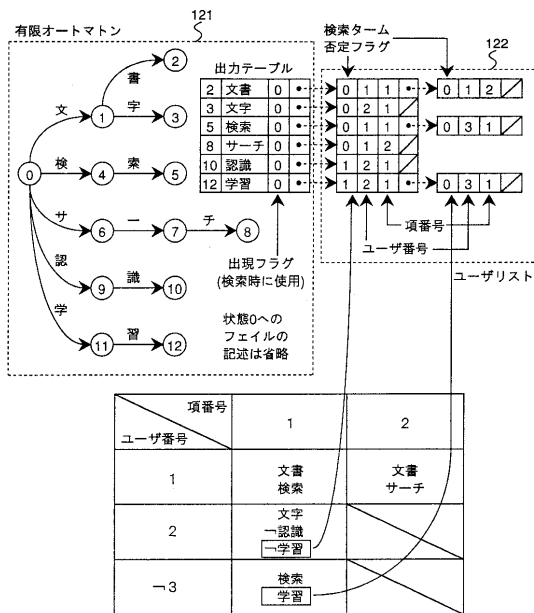 121
有限オートマトン
検索ターム
否定フラグ
122
出力テーブル
2 文書 0 0 1 1 0 1 2
3 文字 0 0 2 1
5 検索 0 0 1 1 0 3 1
8 サーチ 0 0 1 2
10 認識 0 1 2 1
12 学習 0 1 2 1 0 3 1
書
2
文
1
字
3
検
4
索
5
0
サ
6
ー
7
チ
8
認
9
識
10
学
11
習
12
項番号
ユーザ番号
出現フラグ
(検索時に使用)
ユーザリスト
状態0への
フェイルの
記述は省略
項番号
ユーザ番号
1
2
1
文書
検索
文書
サーチ
2
文字
¬認識
¬学習
¬3
検索
学習